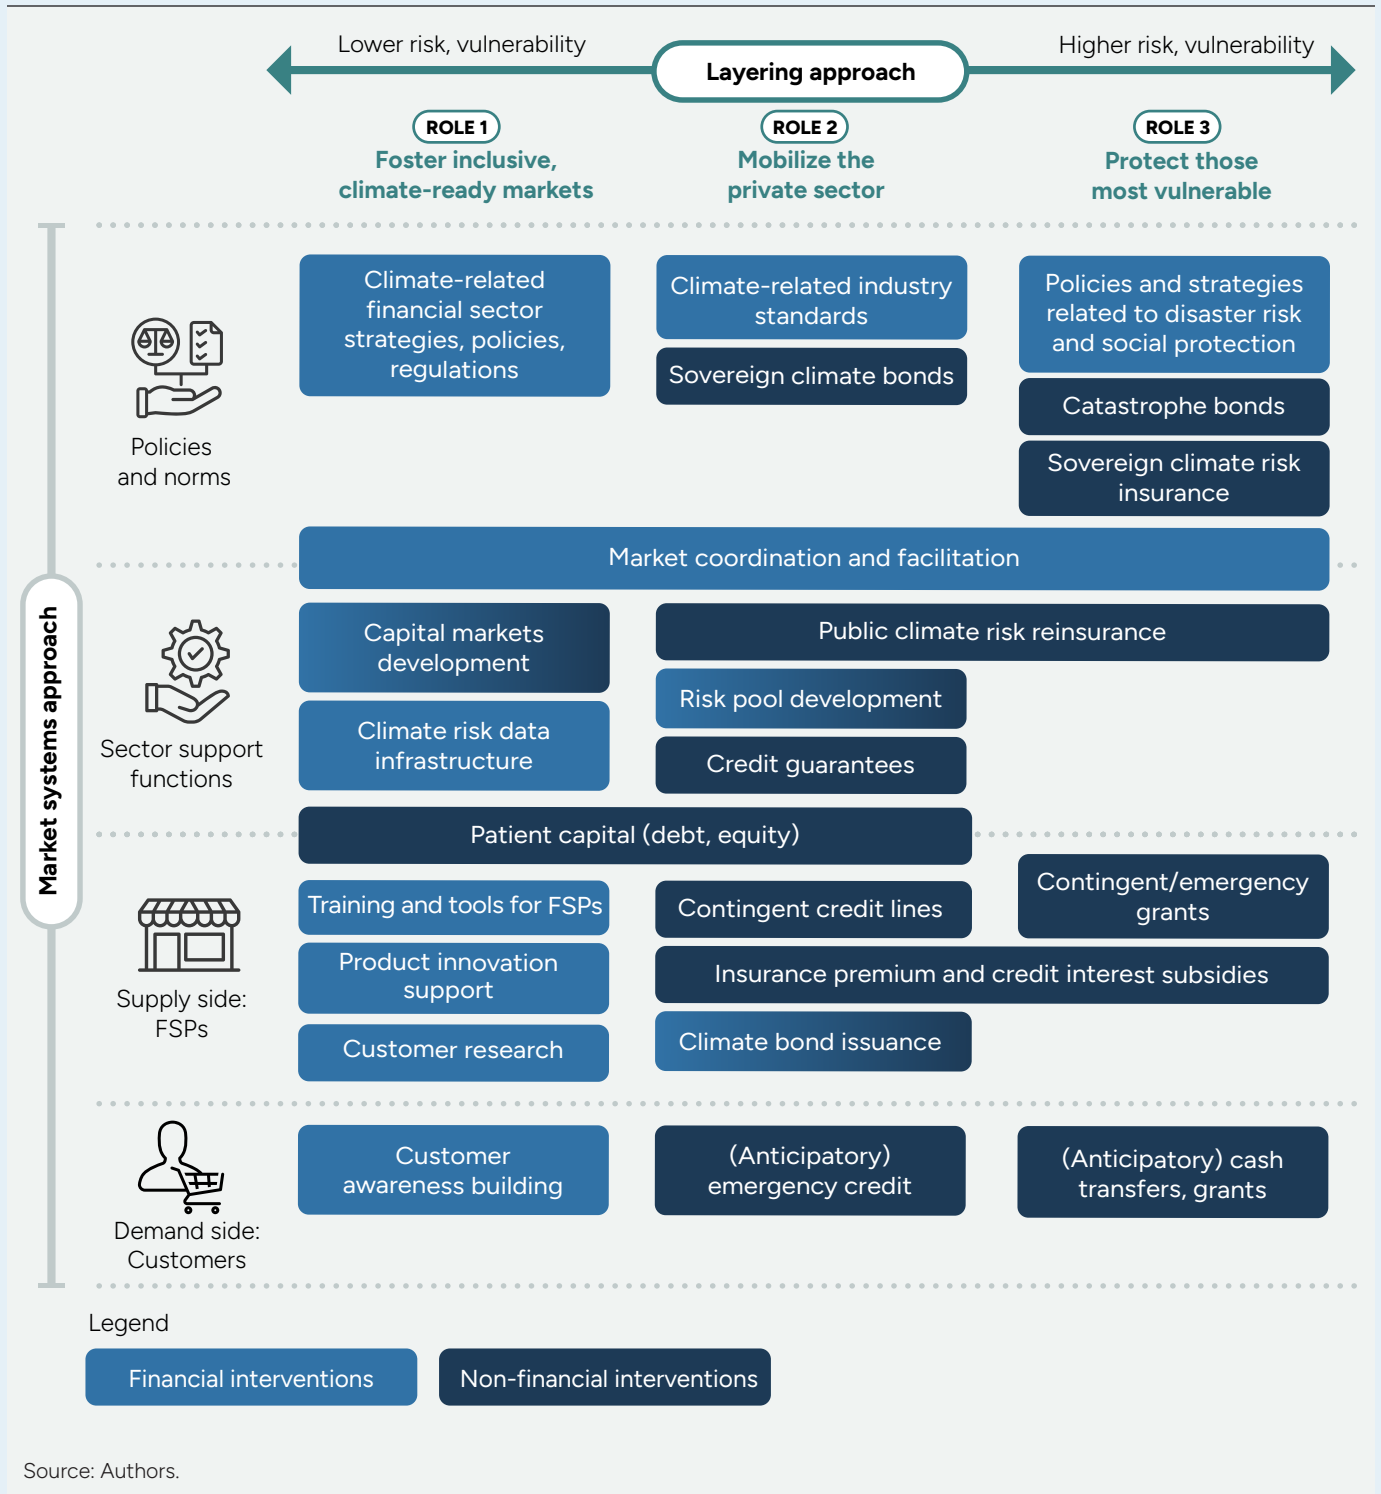 Lower risk, vulnerability
Layering approach
Higher risk, vulnerability
ROLE 1
Foster inclusive,
climate-ready markets
ROLE 2
Mobilize the
private sector
ROLE 3
Protect those
most vulnerable
Market systems approach
Policies
and norms
Climate-related
financial sector
strategies, policies,
regulations
Climate-related industry
standards
Sovereign climate bonds
Policies and strategies
related to disaster risk
and social protection
Catastrophe bonds
Sovereign climate risk
insurance
Market coordination and facilitation
Sector support
functions
Capital markets
development
Climate risk data
infrastructure
Public climate risk reinsurance
Risk pool development
Credit guarantees
Patient capital (debt, equity)
Supply side:
FSPs
Training and tools for FSPs
Product innovation
support
Customer research
Contingent credit lines
Contingent/emergency
grants
Insurance premium and credit interest subsidies
Climate bond issuance
Demand side:
Customers
Customer
awareness building
(Anticipatory)
emergency credit
(Anticipatory) cash
transfers, grants
Legend
Financial interventions
Non-financial interventions
Source: Authors.